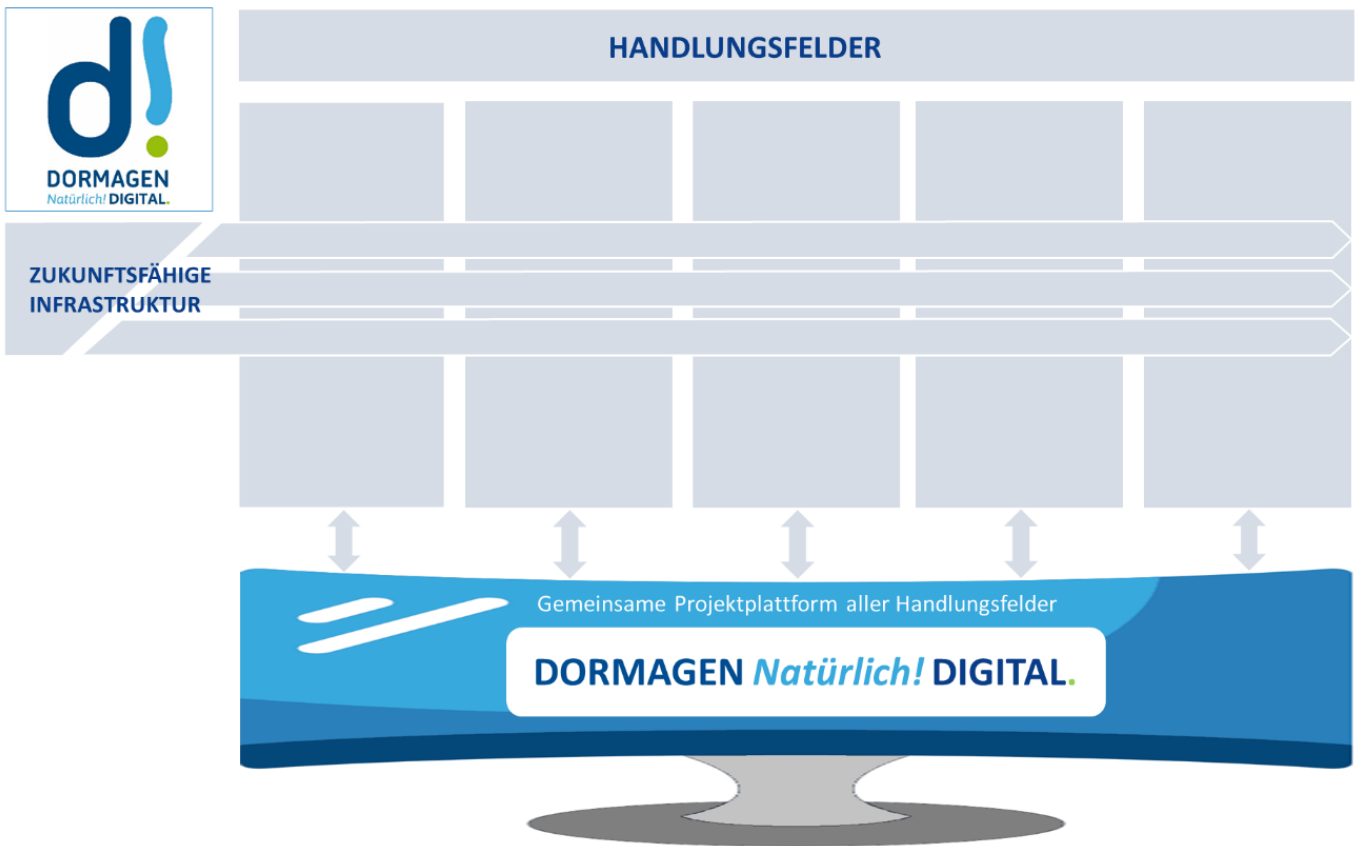 d!
DORMAGEN
Natürlich! DIGITAL.
HANDLUNGSFELDER
ZUKUNFTSFÄHIGE
INFRASTRUKTUR
Gemeinsame Projektplattform aller Handlungsfelder
DORMAGEN Natürlich! DIGITAL.